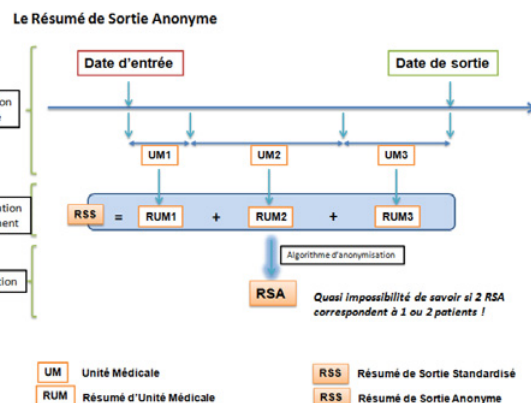 Le Résumé de Sortie Anonyme
Date d'entrée
Date de sortie
UM1
UM2
UM3
RSS = RUM1 + RUM2 + RUM3
Algorithme d'anonymisation
RSA
Quasi impossibilité de savoir si 2 RSA
correspondent à 1 ou 2 patients !
UM Unité Médicale
RUM Résumé d'Unité Médicale
RSS Résumé de Sortie Standardisé
RSS Résumé de Sortie Anonyme